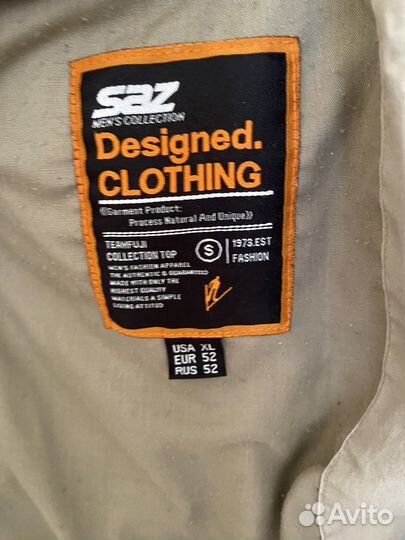 saz
MEN'S COLLECTION
Designed.
CLOTHING
((Garment Product:
Process Natural And Unique))
TEAMFUJI
COLLECTION TOP
S
1973.EST
FASHION
MEN'S FASHION APPAREL
THE AUTHENTIC & GUARANTEED
MADE WITH ONLY THE
HIGHEST QUALITY
MATERIALS A SIMPLE
LIVING ATTITUD
USA XL
EUR 52
RUS 52
Avito